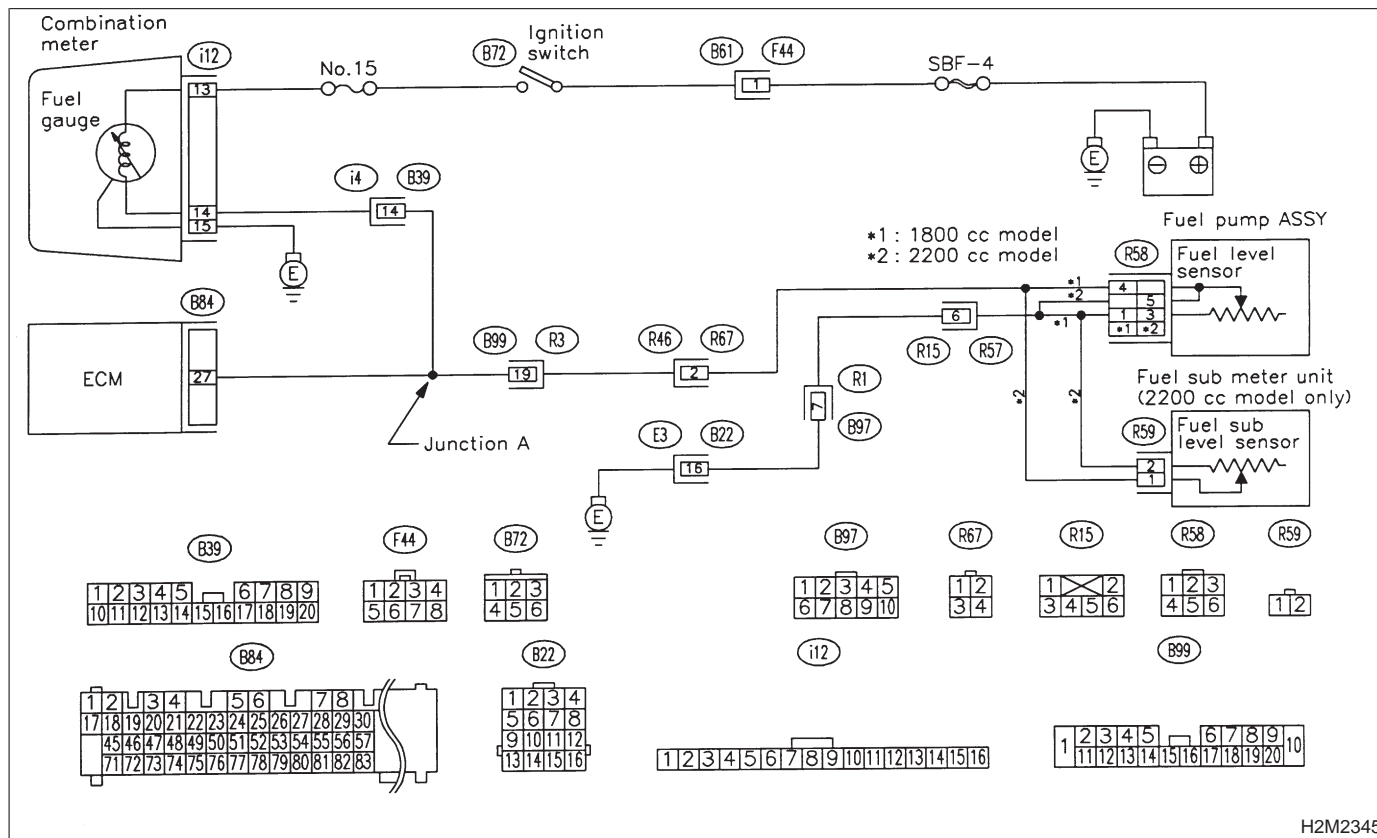 Combination
meter
i12
No.15
B72
Ignition
switch
B61
F44
SBF-4
13
1
Fuel
gauge
E
⊖
⊕
i4
B39
14
14
15
E
Fuel pump ASSY
*1 : 1800 cc model
*2 : 2200 cc model
R58
Fuel level
sensor
*1
4
*2
5
B84
1
3
*1
*1
*2
6
R15
R57
B99
R3
R46
R67
ECM
27
19
2
R1
Fuel sub meter unit
(2200 cc model only)
*2
*2
7
Junction A
E3
B22
B97
R59
Fuel sub
level sensor
16
2
1
E
B39
1 2 3 4 5 6 7 8 9
10 11 12 13 14 15 16 17 18 19 20
F44
1 2 3 4
5 6 7 8
B72
1 2 3
4 5 6
B97
1 2 3 4 5
6 7 8 9 10
R67
1 2
3 4
R15
1 2
3 4 5 6
R58
1 2 3
4 5 6
R59
1 2
B84
1 2 3 4 5 6 7 8
17 18 19 20 21 22 23 24 25 26 27 28 29 30
45 46 47 48 49 50 51 52 53 54 55 56 57
71 72 73 74 75 76 77 78 79 80 81 82 83
B22
1 2 3 4
5 6 7 8
9 10 11 12
13 14 15 16
i12
1 2 3 4 5 6 7 8 9 10 11 12 13 14 15 16
B99
1 2 3 4 5 6 7 8 9 10
11 12 13 14 15 16 17 18 19 20
H2M2345